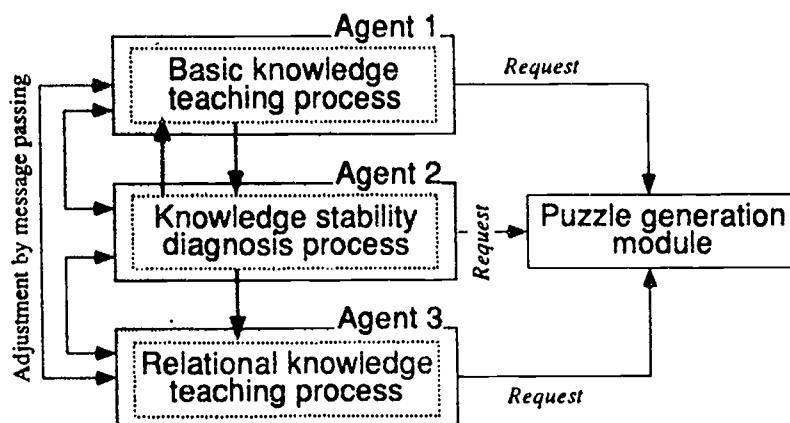 Agent 1
Basic knowledge
teaching process
Request
Adjustment by message passing
Agent 2
Knowledge stability
diagnosis process
Request
Puzzle generation
module
Agent 3
Relational knowledge
teaching process
Request